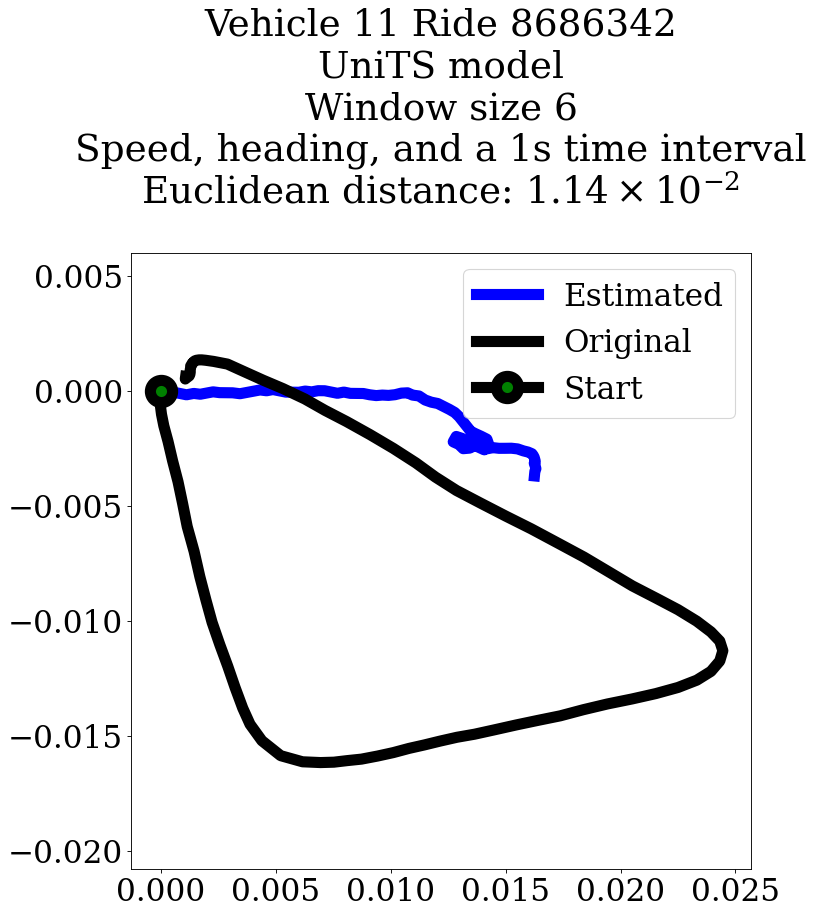 Vehicle 11 Ride 8686342
UniTS model
Window size 6
Speed, heading, and a 1s time interval
Euclidean distance: 1.14 × 10⁻²
0.005
0.000
−0.005
−0.010
−0.015
−0.020
Estimated
Original
Start
0.000 0.005 0.010 0.015 0.020 0.025